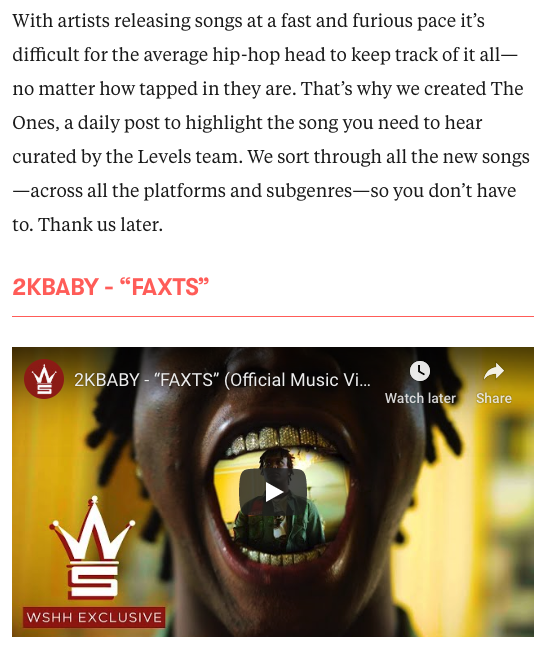 With artists releasing songs at a fast and furious pace it’s
difficult for the average hip-hop head to keep track of it all—
no matter how tapped in they are. That’s why we created The
Ones, a daily post to highlight the song you need to hear
curated by the Levels team. We sort through all the new songs
—across all the platforms and subgenres—so you don’t have
to. Thank us later.
2KBABY - “FAXTS”
2KBABY - “FAXTS” (Official Music Vi...
Watch later
Share
WSHH EXCLUSIVE